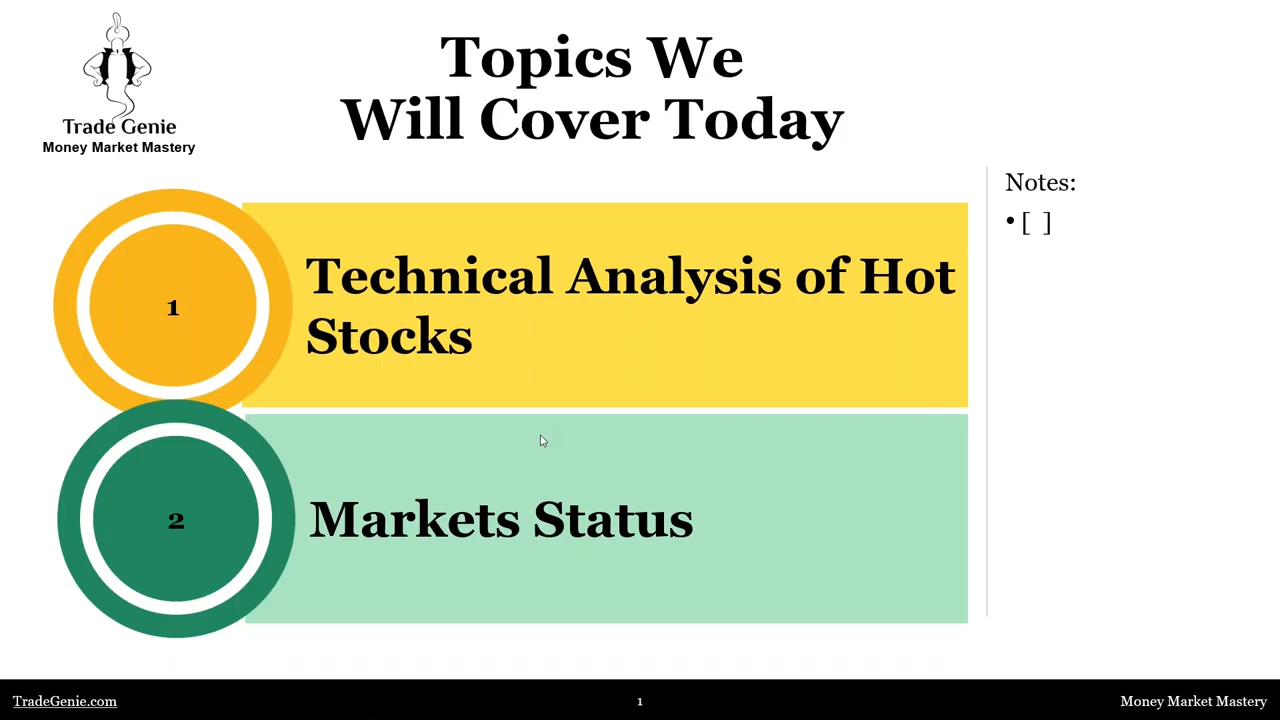 Trade Genie
Money Market Mastery
Topics We
Will Cover Today
1
Technical Analysis of Hot
Stocks
2
Markets Status
Notes:
• [ ]
TradeGenie.com
1
Money Market Mastery